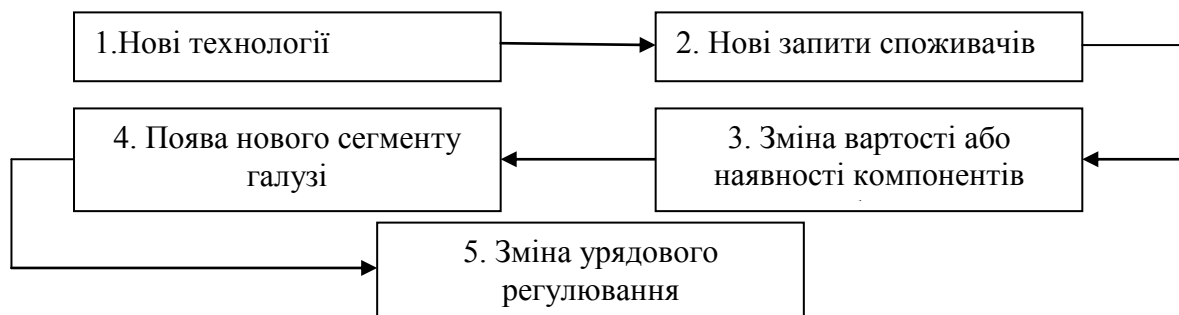 1.Нові технології
2. Нові запити споживачів
3. Зміна вартості або
наявності компонентів
4. Поява нового сегменту
галузі
5. Зміна урядового
регулювання